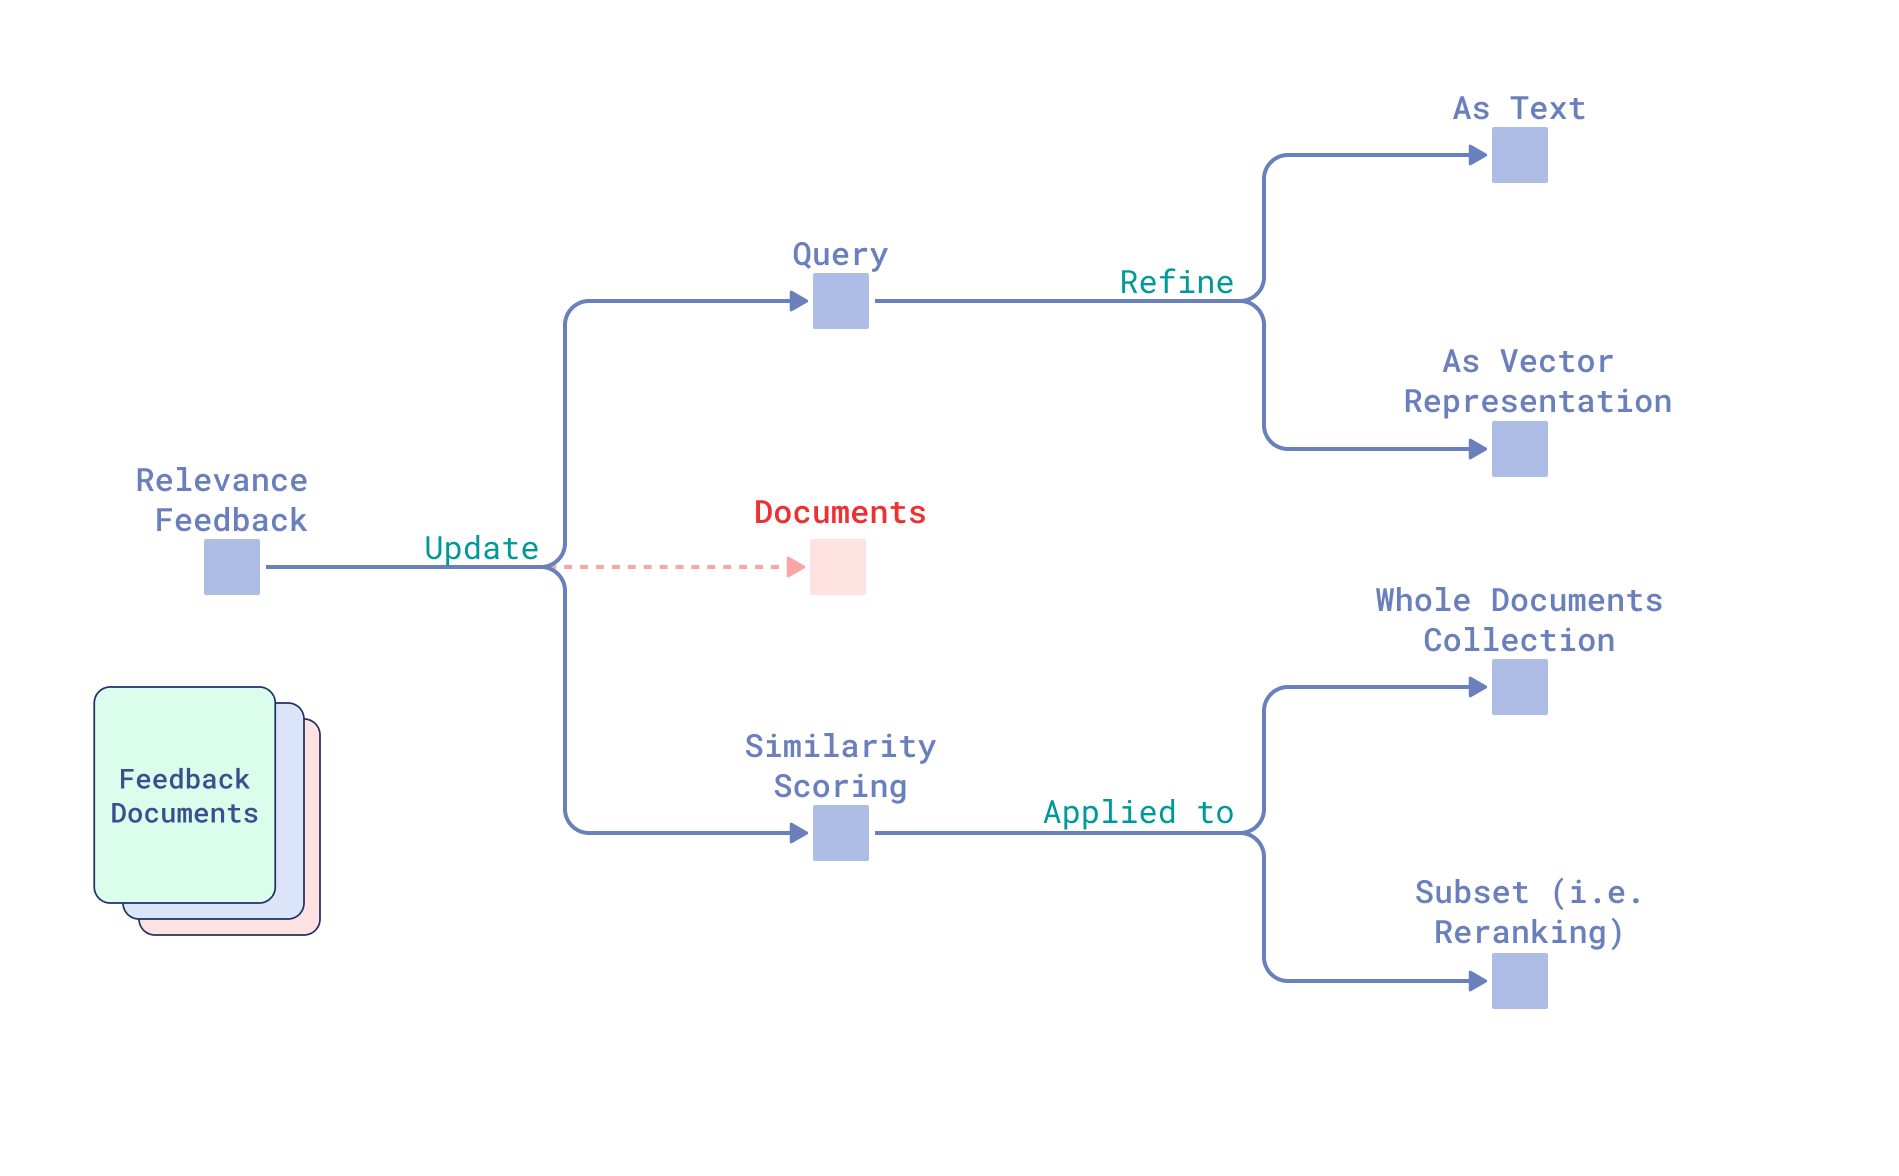 As Text
Query
Refine
As Vector
Representation
Relevance
Feedback
Documents
Update
Whole Documents
Collection
Similarity
Scoring
Applied to
Feedback
Documents
Subset (i.e.
Reranking)